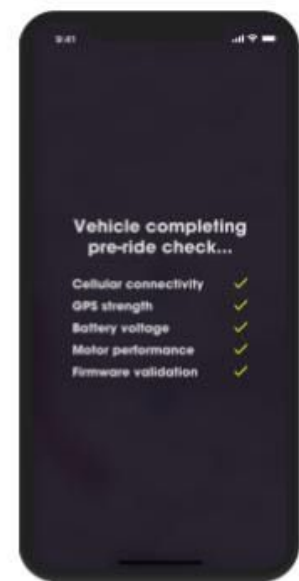 9:41
Vehicle completing
pre-ride check...
Cellular connectivity
GPS strength
Battery voltage
Motor performance
Firmware validation